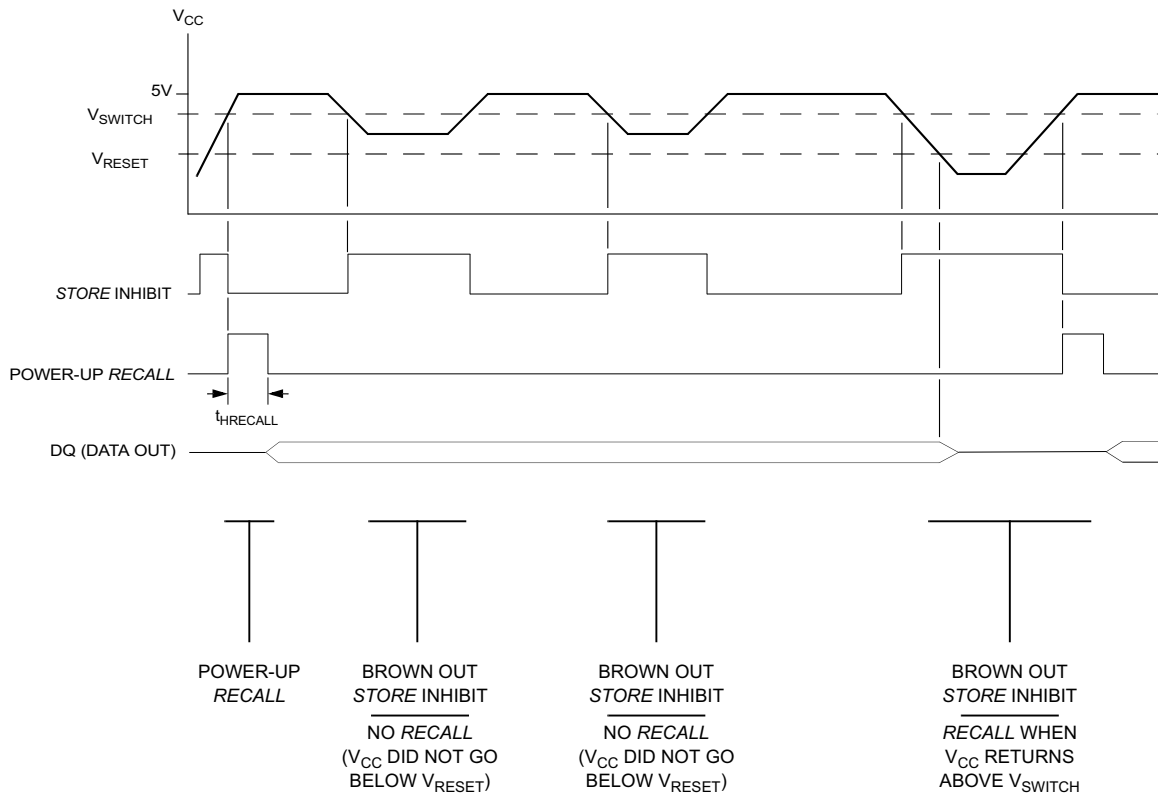 VCC
5V
VSWITCH
VRESET
STORE INHIBIT
POWER-UP RECALL
tHRECALL
DQ (DATA OUT)
POWER-UP
RECALL
BROWN OUT
STORE INHIBIT
NO RECALL
(VCC DID NOT GO
BELOW VRESET)
BROWN OUT
STORE INHIBIT
NO RECALL
(VCC DID NOT GO
BELOW VRESET)
BROWN OUT
STORE INHIBIT
RECALL WHEN
VCC RETURNS
ABOVE VSWITCH